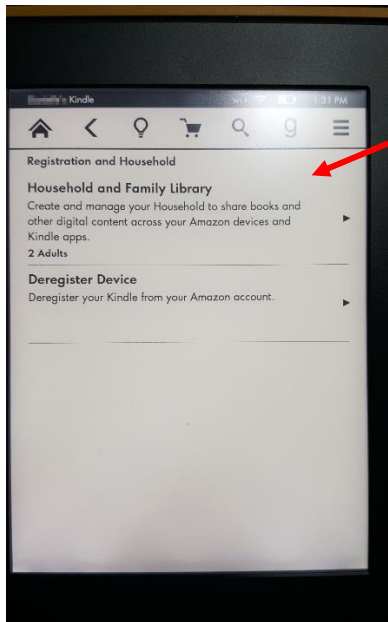 Kindle
1:31 PM
g
Registration and Household
Household and Family Library
Create and manage your Household to share books and
other digital content across your Amazon devices and
Kindle apps.
2 Adults
Deregister Device
Deregister your Kindle from your Amazon account.